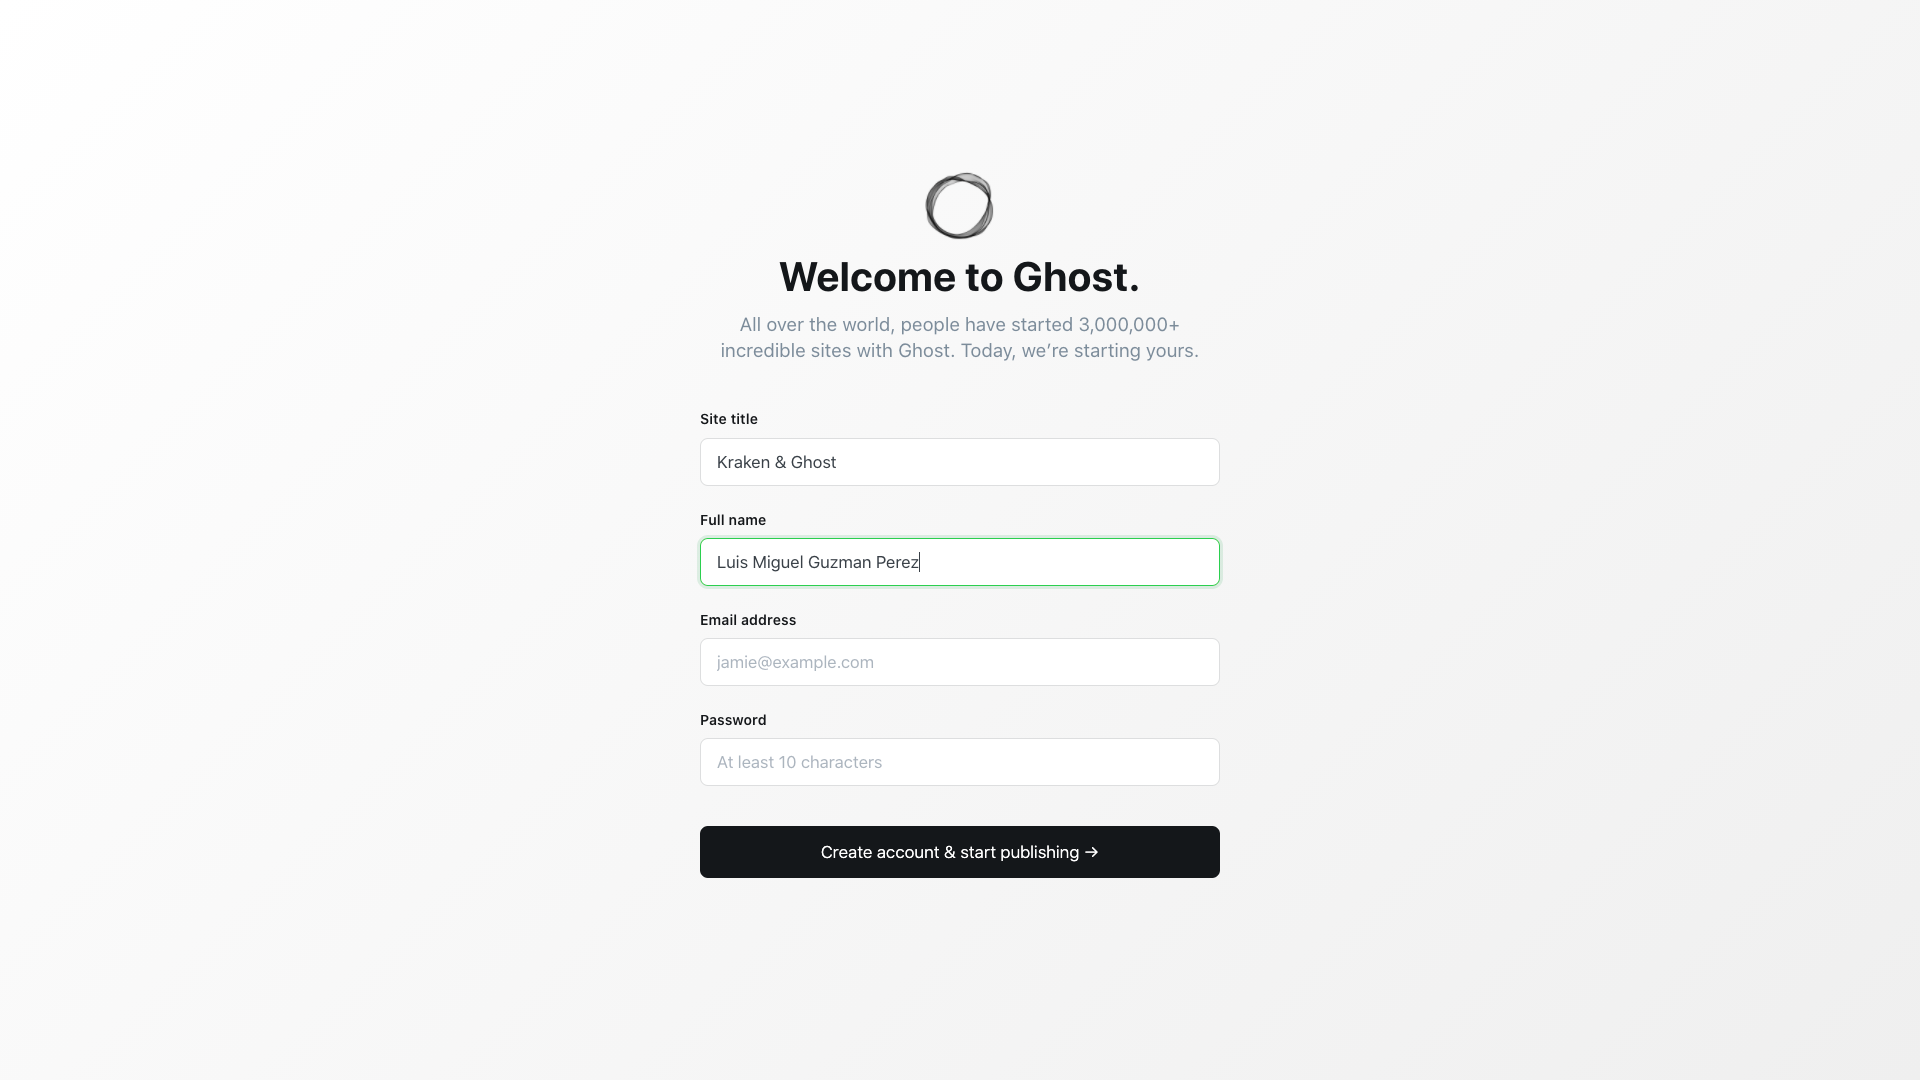 Welcome to Ghost.
All over the world, people have started 3,000,000+
incredible sites with Ghost. Today, we’re starting yours.
Site title
Kraken & Ghost
Full name
Luis Miguel Guzman Perez
Email address
jamie@example.com
Password
At least 10 characters
Create account & start publishing →